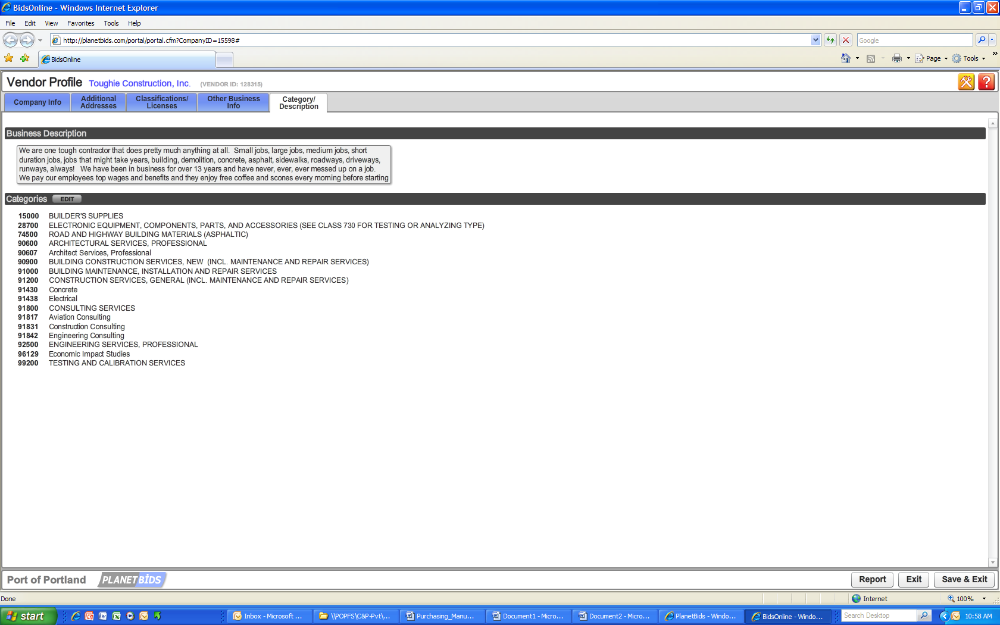 BidsOnline - Windows Internet Explorer
File Edit View Favorites Tools Help
http://planetbids.com/portal/portal.cfm?CompanyID=15598#
Google
BidsOnline
Page Tools
Vendor Profile Toughie Construction, Inc. (VENDOR ID: 128315)
Company Info
Additional
Addresses
Classifications/
Licenses
Other Business
Info
Category/
Description
Business Description
We are one tough contractor that does pretty much anything at all. Small jobs, large jobs, medium jobs, short
duration jobs, jobs that might take years, building, demolition, concrete, asphalt, sidewalks, roadways, driveways,
runways, always! We have been in business for over 13 years and have never, ever, ever messed up on a job.
We pay our employees top wages and benefits and they enjoy free coffee and scones every morning before starting
Categories EDIT
15000 BUILDER'S SUPPLIES
28700 ELECTRONIC EQUIPMENT, COMPONENTS, PARTS, AND ACCESSORIES (SEE CLASS 730 FOR TESTING OR ANALYZING TYPE)
74500 ROAD AND HIGHWAY BUILDING MATERIALS (ASPHALTIC)
90600 ARCHITECTURAL SERVICES, PROFESSIONAL
90607 Architect Services, Professional
90900 BUILDING CONSTRUCTION SERVICES, NEW (INCL. MAINTENANCE AND REPAIR SERVICES)
91000 BUILDING MAINTENANCE, INSTALLATION AND REPAIR SERVICES
91200 CONSTRUCTION SERVICES, GENERAL (INCL. MAINTENANCE AND REPAIR SERVICES)
91430 Concrete
91438 Electrical
91800 CONSULTING SERVICES
91817 Aviation Consulting
91831 Construction Consulting
91842 Engineering Consulting
92500 ENGINEERING SERVICES, PROFESSIONAL
96129 Economic Impact Studies
99200 TESTING AND CALIBRATION SERVICES
Port of Portland PLANETBIDS Report Exit Save & Exit
Done Internet 100%
start Inbox - Microsoft ... \\POPFS\C&P-Pvt\... Purchasing_Manu... Document1 - Micro... Document2 - Micro... PlanetBids - Windo... BidsOnline - Windo... Search Desktop 10:58 AM